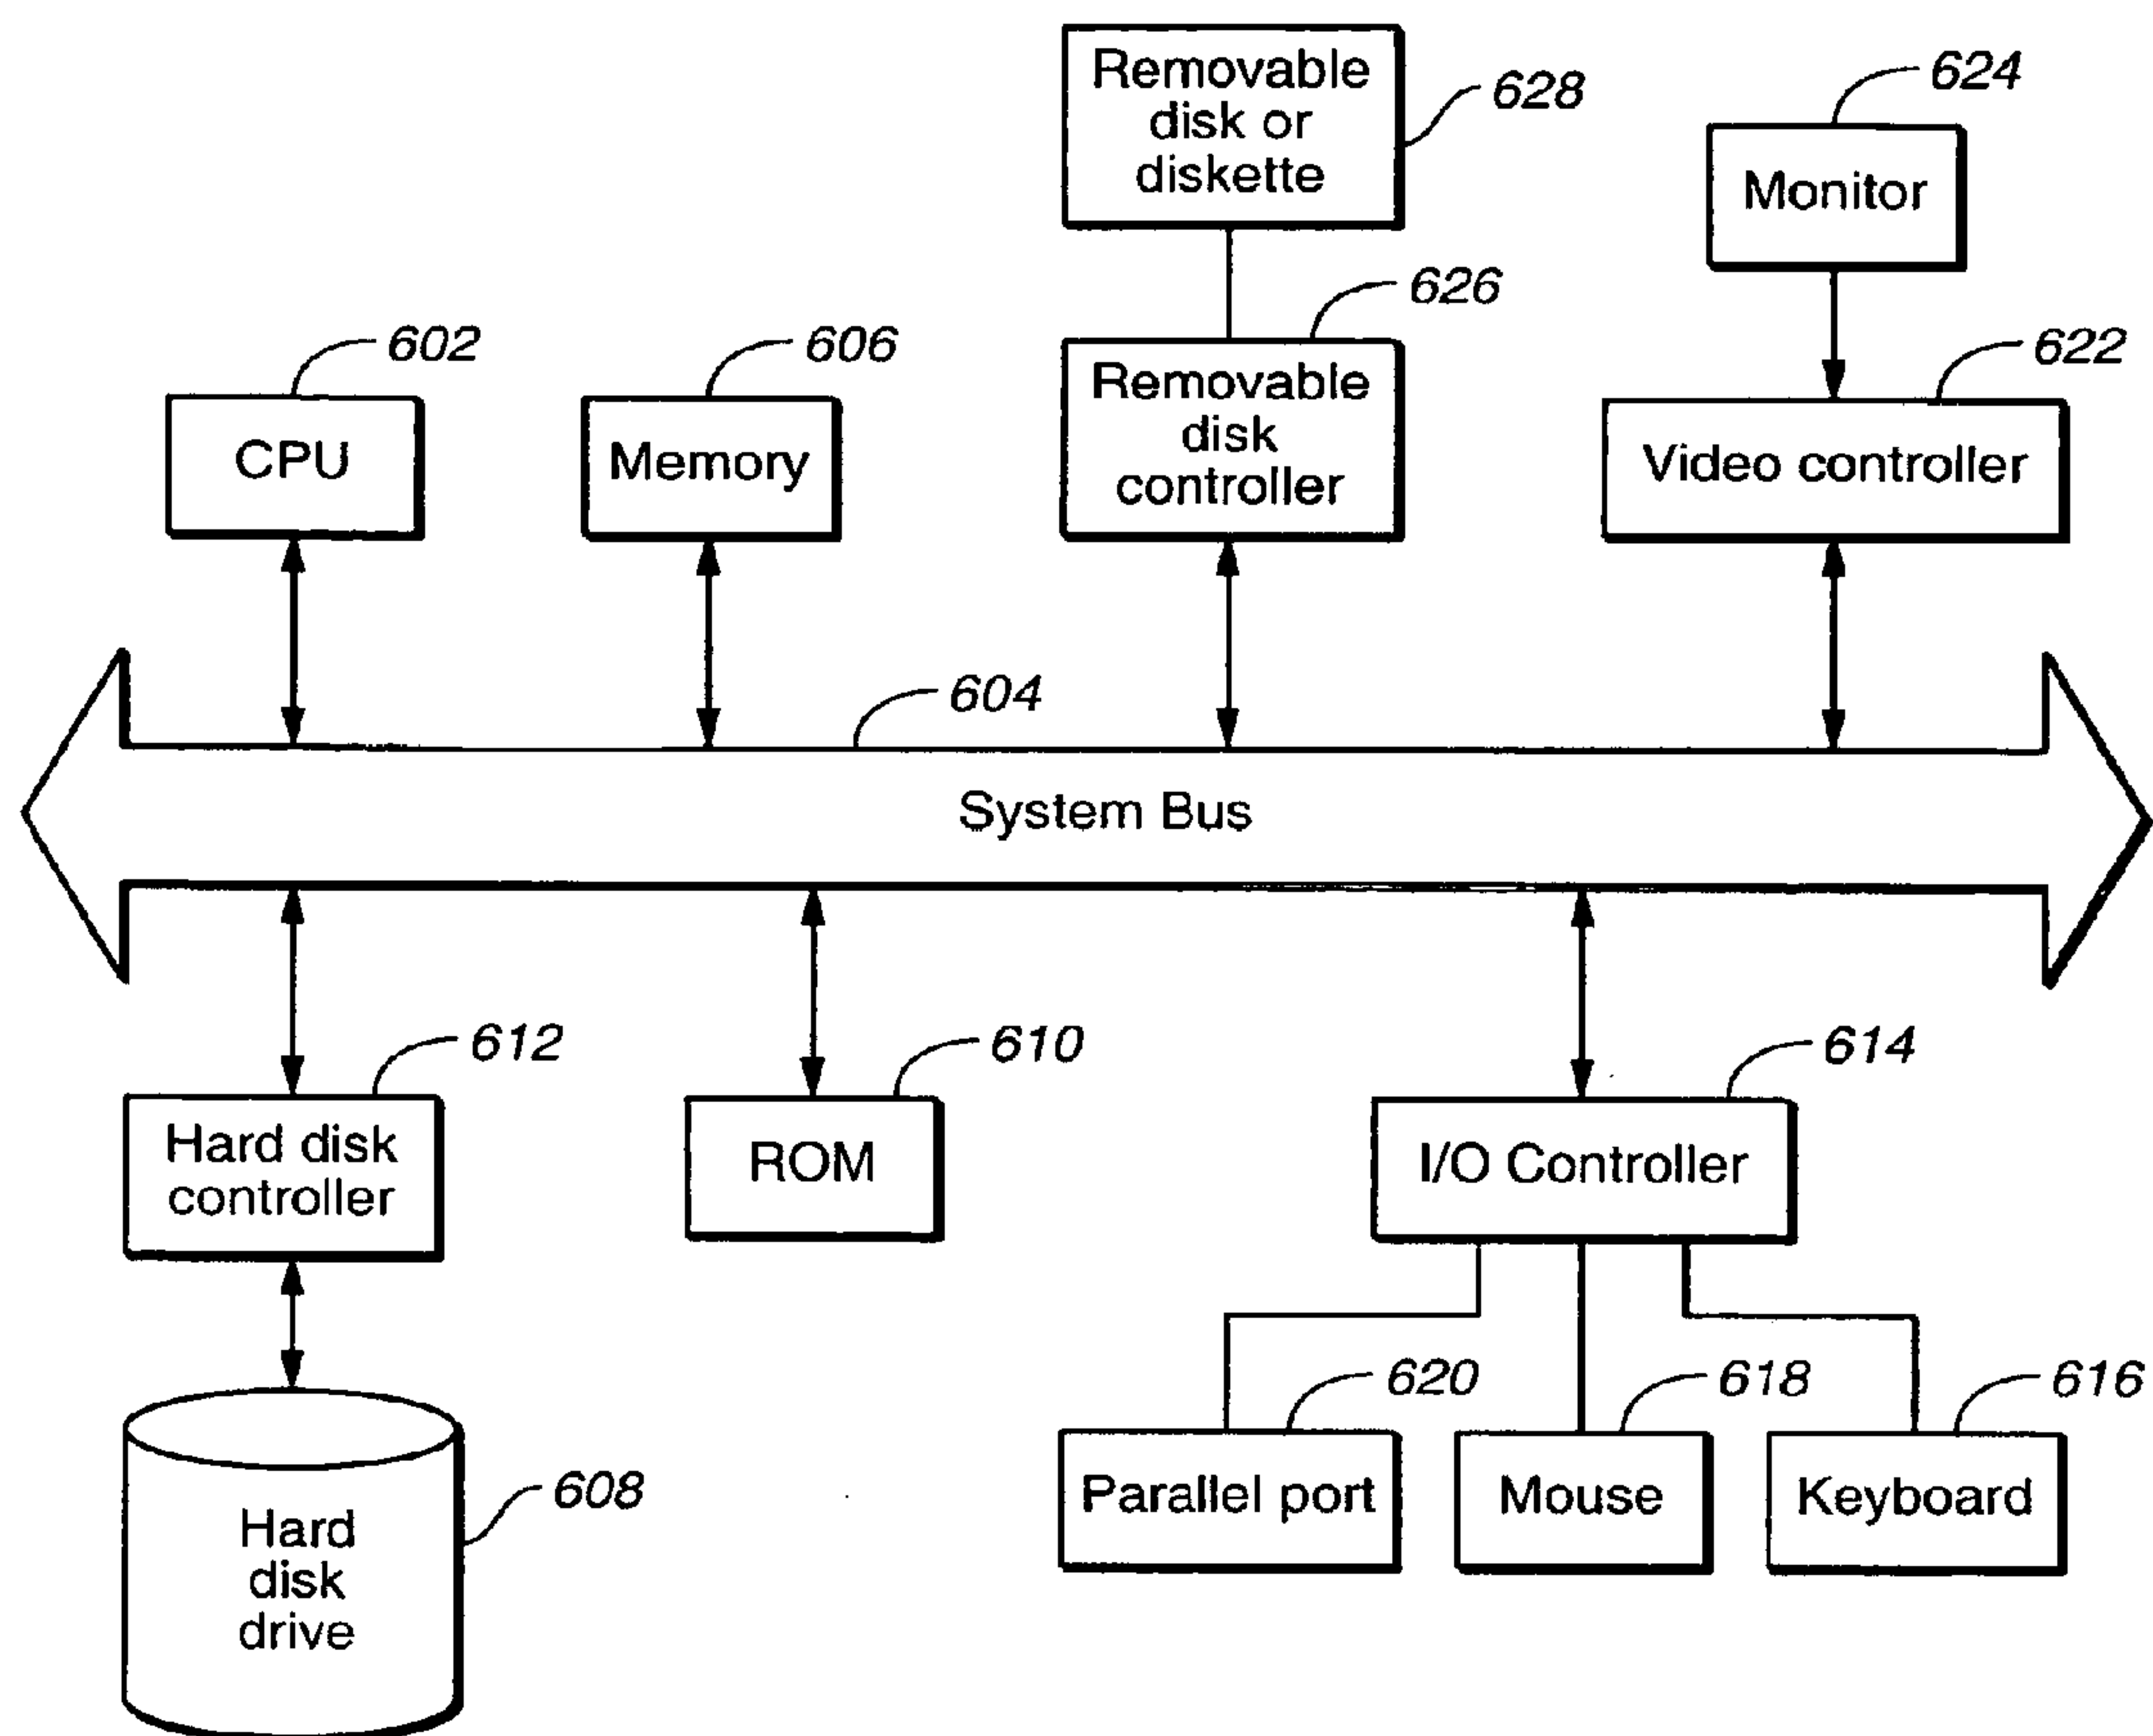 Removable
disk or
diskette
628
624
Monitor
626
602
606
622
CPU
Memory
Removable
disk
controller
Video controller
604
System Bus
612
610
614
Hard disk
controller
ROM
I/O Controller
620
618
616
608
Parallel port
Mouse
Keyboard
Hard
disk
drive